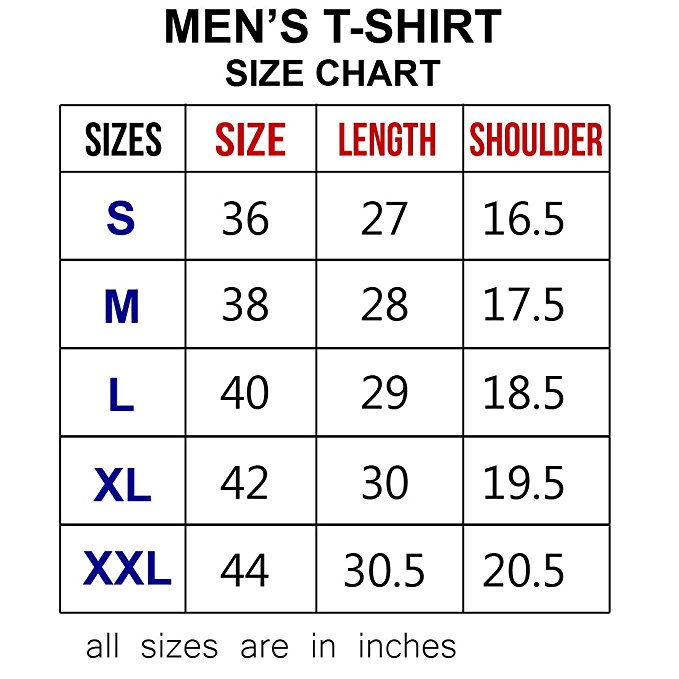 MEN’S T-SHIRT
SIZE CHART
SIZES SIZE LENGTH SHOULDER
S 36 27 16.5
M 38 28 17.5
L 40 29 18.5
XL 42 30 19.5
XXL 44 30.5 20.5
all sizes are in inches